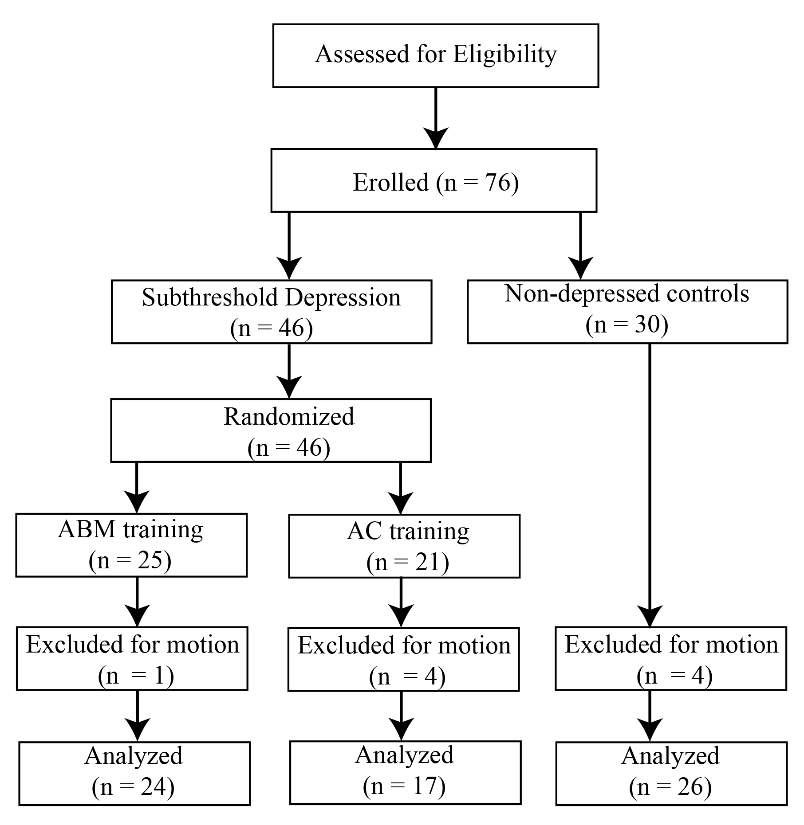 Assessed for Eligibility
Erolled (n = 76)
Subthreshold Depression
(n = 46)
Non-depressed controls
(n = 30)
Randomized
(n = 46)
ABM training
(n = 25)
AC training
(n = 21)
Excluded for motion
(n = 1)
Excluded for motion
(n = 4)
Excluded for motion
(n = 4)
Analyzed
(n = 24)
Analyzed
(n = 17)
Analyzed
(n = 26)